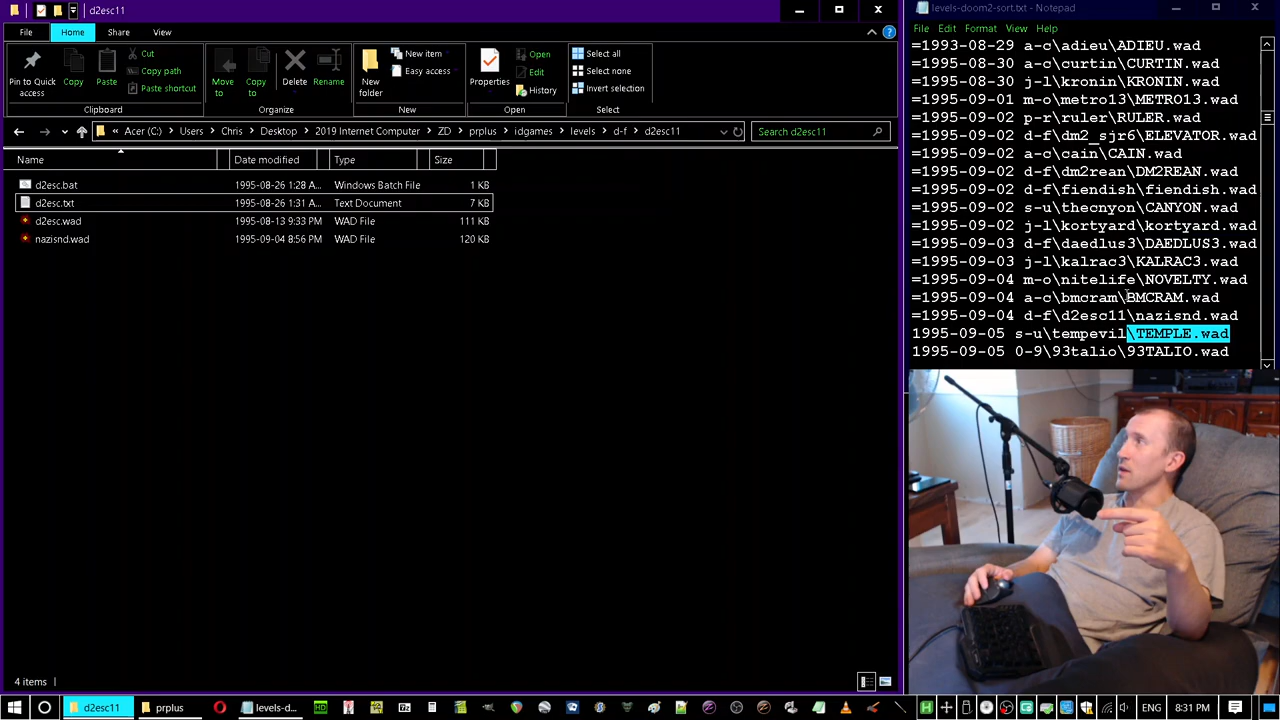 d2esc11
File
Home
Share
View
Pin to Quick access
Copy
Paste
Cut
Copy path
Paste shortcut
Clipboard
Move to
Copy to
Delete
Rename
Organize
New folder
New item
Easy access
New
Properties
Open
Edit
History
Open
Select all
Select none
Invert selection
Select
« Acer (C:) > Users > Chris > Desktop > 2019 Internet Computer > ZD > prplus > idgames > levels > d-f > d2esc11
Search d2esc11
Name Date modified Type Size
d2esc.bat 1995-08-26 1:28 A... Windows Batch File 1 KB
d2esc.txt 1995-08-26 1:31 A... Text Document 7 KB
d2esc.wad 1995-08-13 9:33 PM WAD File 111 KB
nazisnd.wad 1995-09-04 8:56 PM WAD File 120 KB
4 items
levels-doom2-sort.txt - Notepad
File Edit Format View Help
=1993-08-29 a-c\adieu\ADIEU.wad
=1995-08-30 a-c\curtin\CURTIN.wad
=1995-08-30 j-l\kronin\KRONIN.wad
=1995-09-01 m-o\metro13\METRO13.wad
=1995-09-02 p-r\ruler\RULER.wad
=1995-09-02 d-f\dm2_sjr6\ELEVATOR.wad
=1995-09-02 a-c\cain\CAIN.wad
=1995-09-02 d-f\dm2rean\DM2REAN.wad
=1995-09-02 d-f\fiendish\fiendish.wad
=1995-09-02 s-u\thecnyon\CANYON.wad
=1995-09-02 j-l\kortyard\kortyard.wad
=1995-09-03 d-f\daedlus3\DAEDLUS3.wad
=1995-09-03 j-l\kalrac3\KALRAC3.wad
=1995-09-04 m-o\nitelife\NOVELTY.wad
=1995-09-04 a-c\bmcram\BMCRAM.wad
=1995-09-04 d-f\d2esc11\nazisnd.wad
1995-09-05 s-u\tempevil\TEMPLE.wad
1995-09-05 0-9\93talio\93TALIO.wad
d2esc11
prplus
levels-d...
ENG
8:31 PM